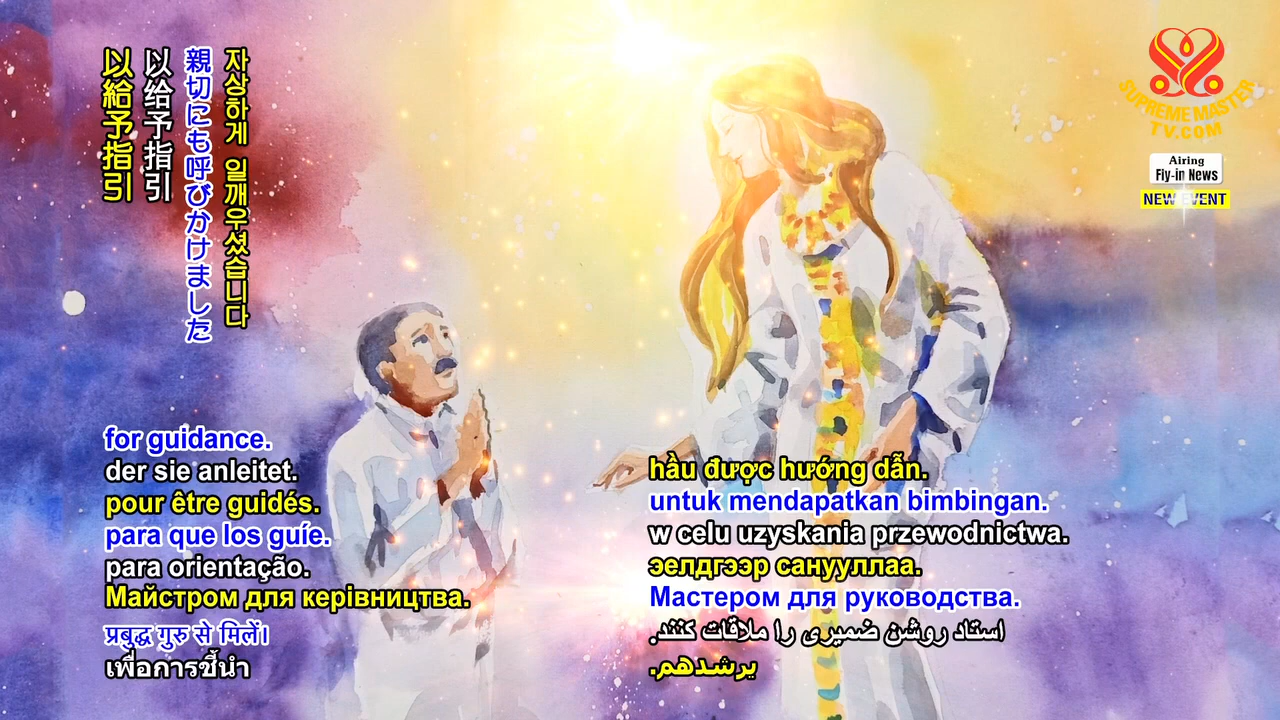 以給予指引
以给予指引
親切にも呼びかけました
자상하게 일깨우셨습니다
SUPREME MASTER
TV.COM
Airing
Fly-in News
NEW EVENT
for guidance.
der sie anleitet.
pour être guidés.
para que los guíe.
para orientação.
Майстром для керівництва.
प्रबुद्ध गुरु से मिलें।
เพื่อการชี้นำ
hầu được hướng dẫn.
untuk mendapatkan bimbingan.
w celu uzyskania przewodnictwa.
эелдгээр санууллаа.
Мастером для руководства.
استاد روشن ضمیری را ملاقات کنند.
يرشدهم.